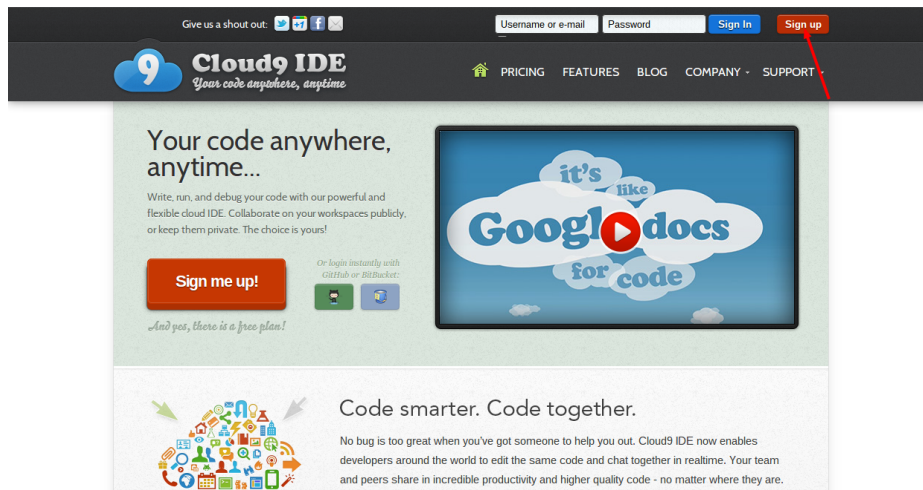 Give us a shout out:
Username or e-mail Password Sign In Sign up
9 Cloud9 IDE
Your code anywhere, anytime
PRICING FEATURES BLOG COMPANY SUPPORT
Your code anywhere,
anytime...
Write, run, and debug your code with our powerful and
flexible cloud IDE. Collaborate on your workspaces publicly,
or keep them private. The choice is yours!
Sign me up!
Or login instantly with
GitHub or BitBucket:
And yes, there is a free plan!
it's
like
Google docs
for code
Code smarter. Code together.
No bug is too great when you've got someone to help you out. Cloud9 IDE now enables
developers around the world to edit the same code and chat together in realtime. Your team
and peers share in incredible productivity and higher quality code - no matter where they are.